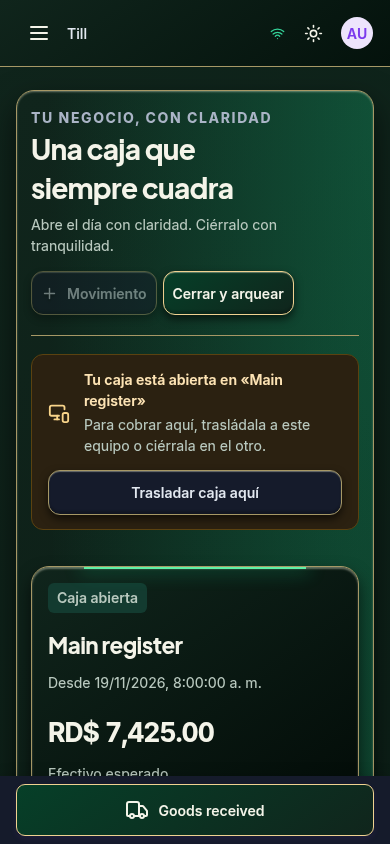 Till
AU
TU NEGOCIO, CON CLARIDAD
Una caja que
siempre cuadra
Abre el día con claridad. Ciérralo con
tranquilidad.
Movimiento
Cerrar y arquear
Tu caja está abierta en «Main
register»
Para cobrar aquí, trasládala a este
equipo o ciérrala en el otro.
Trasladar caja aquí
Caja abierta
Main register
Desde 19/11/2026, 8:00:00 a. m.
RD$ 7,425.00
Efectivo esperado
Goods received